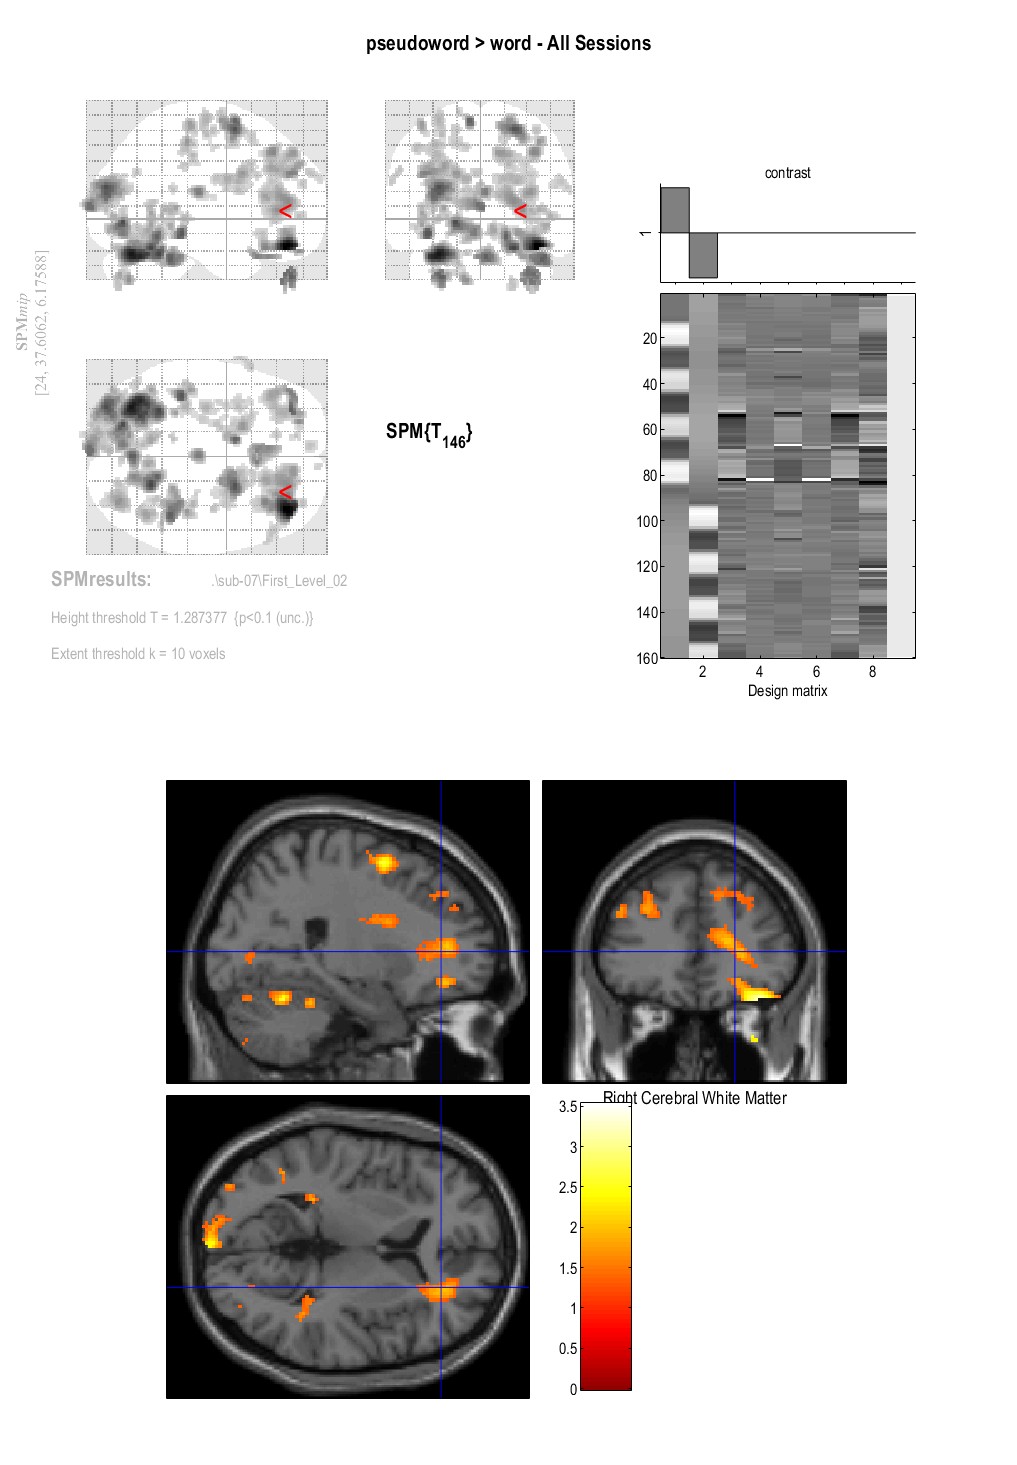 pseudoword > word - All Sessions
contrast
1
SPMmip
[24, 37.6062, 6.17588]
<
<
<
SPM{T146}
20
40
60
80
100
120
140
160
2
4
6
8
Design matrix
SPMresults: .\sub-07\First_Level_02
Height threshold T = 1.287377 {p<0.1 (unc.)}
Extent threshold k = 10 voxels
Right Cerebral White Matter
3.5
3
2.5
2
1.5
1
0.5
0